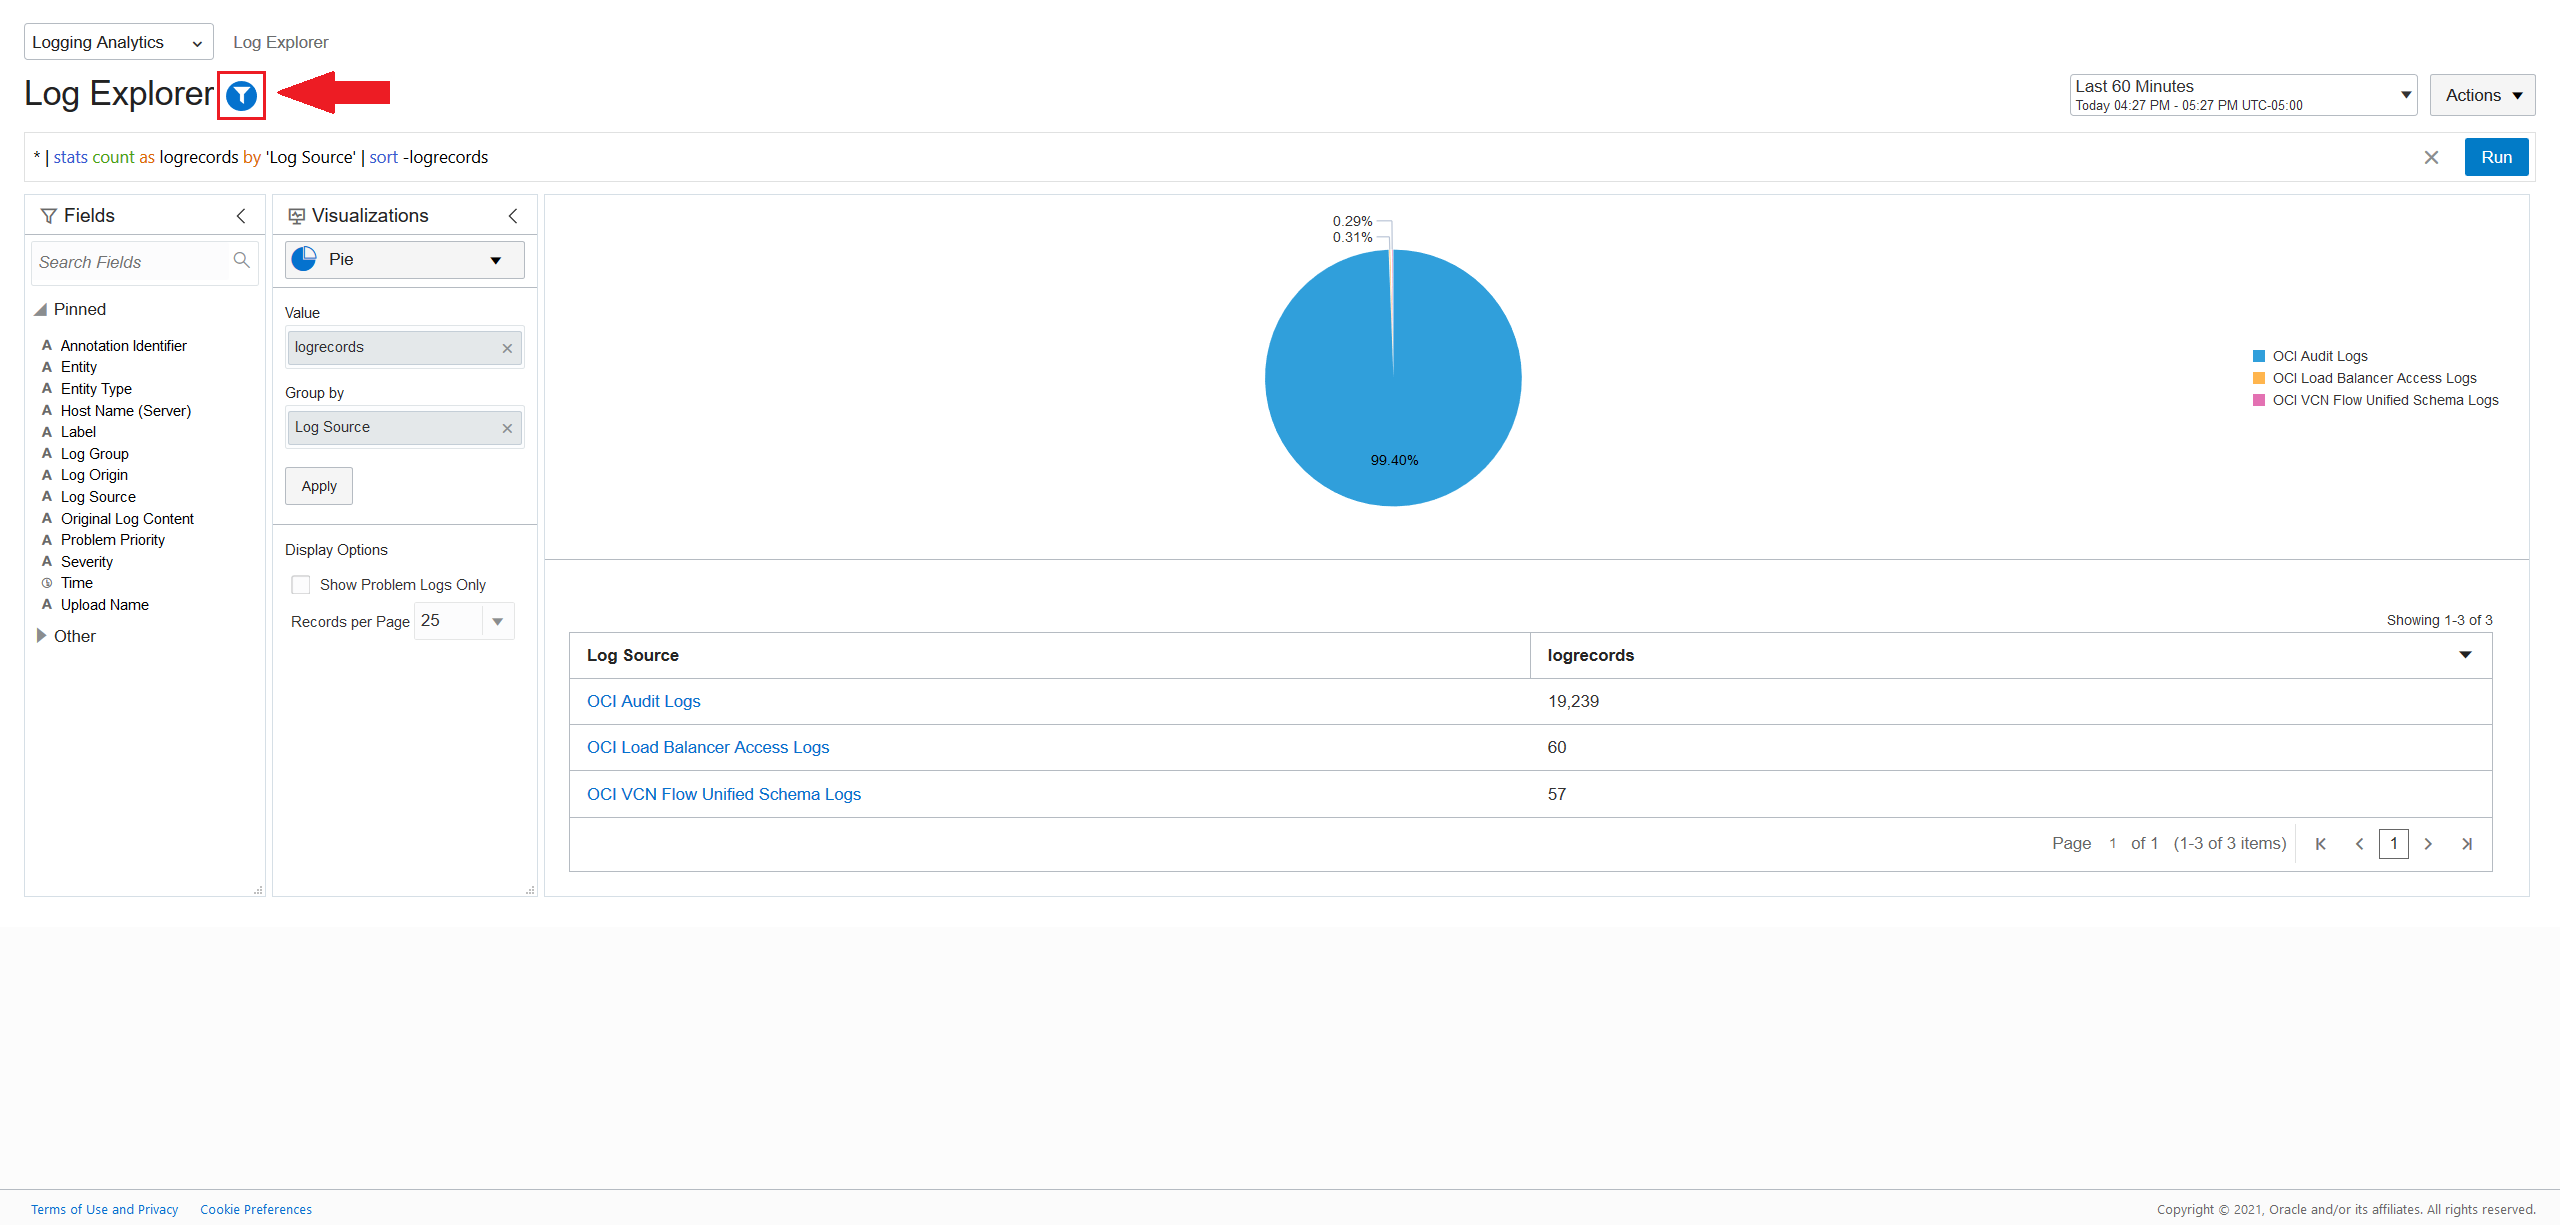 Logging Analytics
Log Explorer
Log Explorer
Last 60 Minutes
Today 04:27 PM - 05:27 PM UTC-05:00
Actions
* | stats count as logrecords by 'Log Source' | sort -logrecords
Run
Fields
Search Fields
Pinned
A Annotation Identifier
A Entity
A Entity Type
A Host Name (Server)
A Label
A Log Group
A Log Origin
A Log Source
A Original Log Content
A Problem Priority
A Severity
Time
A Upload Name
Other
Visualizations
Pie
Value
logrecords
Group by
Log Source
Apply
Display Options
Show Problem Logs Only
Records per Page 25
0.29%
0.31%
99.40%
OCI Audit Logs
OCI Load Balancer Access Logs
OCI VCN Flow Unified Schema Logs
Showing 1-3 of 3
Log Source logrecords
OCI Audit Logs 19,239
OCI Load Balancer Access Logs 60
OCI VCN Flow Unified Schema Logs 57
Page 1 of 1 (1-3 of 3 items) 1
Terms of Use and Privacy Cookie Preferences
Copyright © 2021, Oracle and/or its affiliates. All rights reserved.